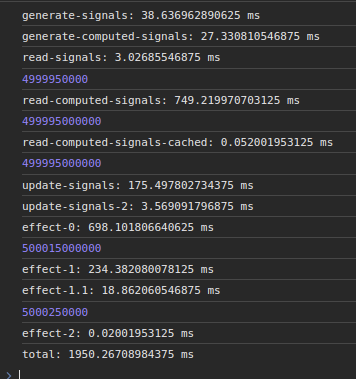 generate-signals: 38.636962890625 ms
generate-computed-signals: 27.330810546875 ms
read-signals: 3.02685546875 ms
4999950000
read-computed-signals: 749.219970703125 ms
499995000000
read-computed-signals-cached: 0.052001953125 ms
499995000000
update-signals: 175.497802734375 ms
update-signals-2: 3.569091796875 ms
effect-0: 698.101806640625 ms
500015000000
effect-1: 234.382080078125 ms
effect-1.1: 18.862060546875 ms
5000250000
effect-2: 0.02001953125 ms
total: 1950.26708984375 ms